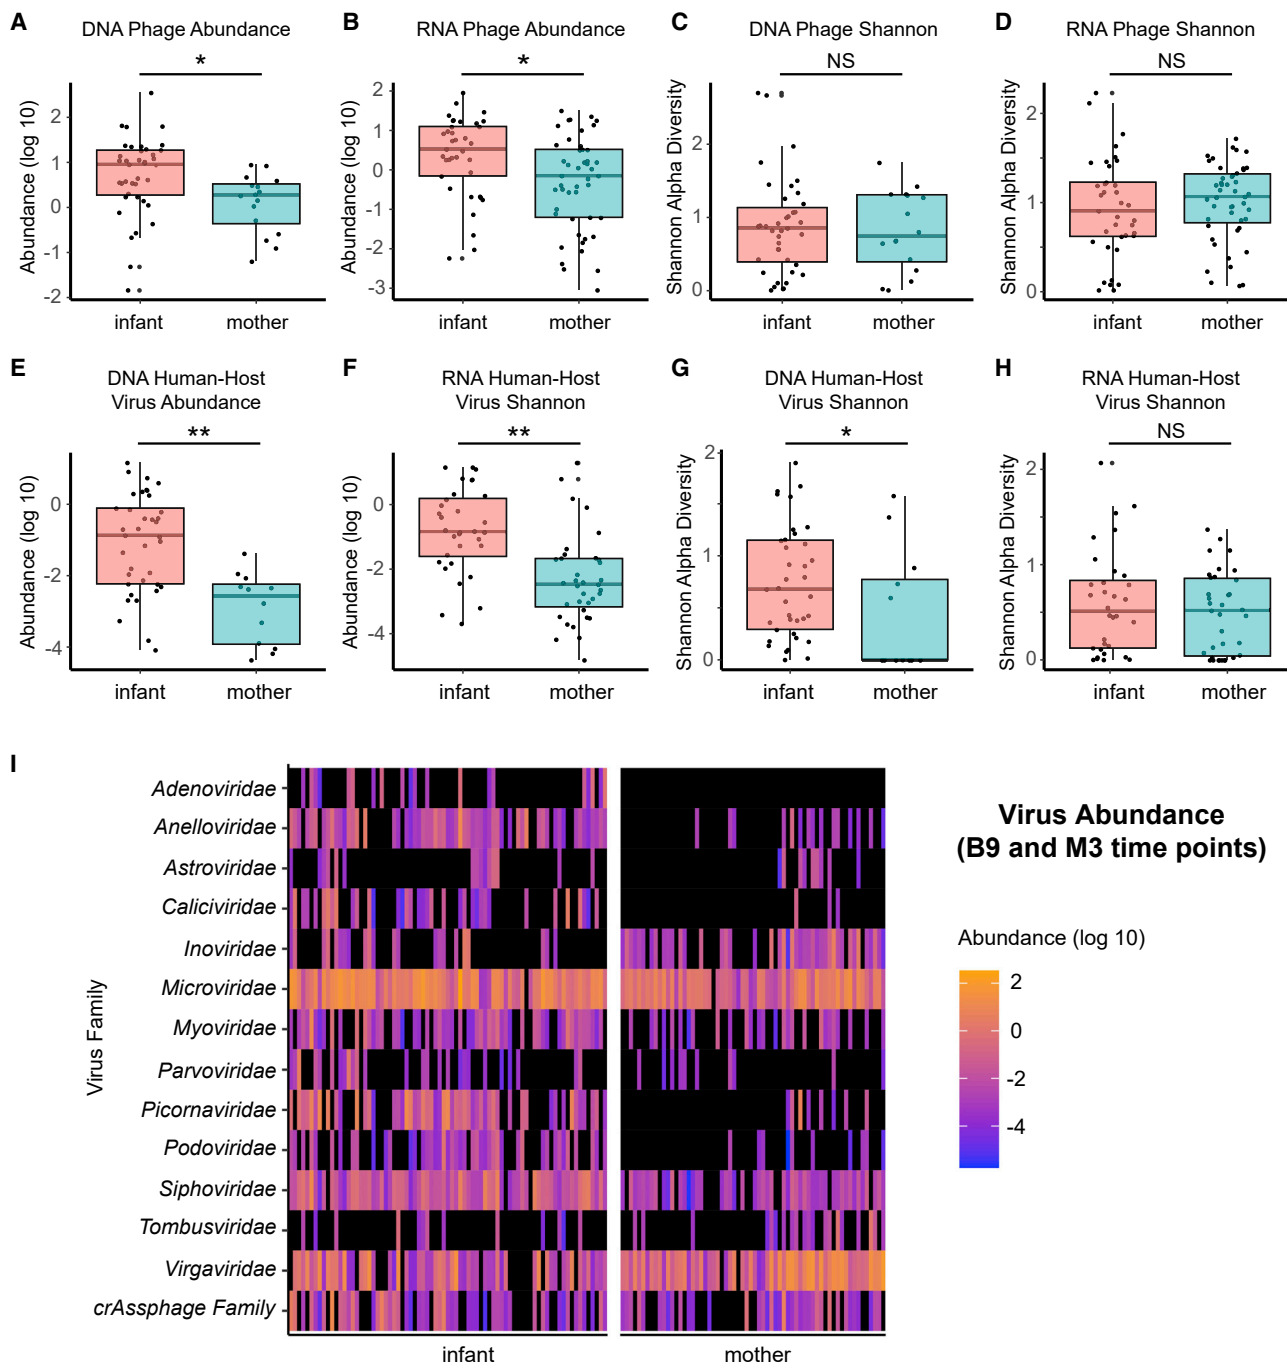 A
DNA Phage Abundance
*
Abundance (log 10)
2
1
0
-1
-2
infant
mother
B
RNA Phage Abundance
*
Abundance (log 10)
2
1
0
-1
-2
-3
infant
mother
C
DNA Phage Shannon
NS
Shannon Alpha Diversity
2
1
0
infant
mother
D
RNA Phage Shannon
NS
Shannon Alpha Diversity
2
1
0
infant
mother
E
DNA Human-Host
Virus Abundance
**
Abundance (log 10)
0
-2
-4
infant
mother
F
RNA Human-Host
Virus Shannon
**
Abundance (log 10)
0
-2
-4
infant
mother
G
DNA Human-Host
Virus Shannon
*
Shannon Alpha Diversity
2
1
0
infant
mother
H
RNA Human-Host
Virus Shannon
NS
Shannon Alpha Diversity
2
1
0
infant
mother
I
Virus Family
Adenoviridae
Anelloviridae
Astroviridae
Caliciviridae
Inoviridae
Microviridae
Myoviridae
Parvoviridae
Picornaviridae
Podoviridae
Siphoviridae
Tombusviridae
Virgaviridae
crAssphage Family
infant
mother
Virus Abundance
(B9 and M3 time points)
Abundance (log 10)
2
0
-2
-4